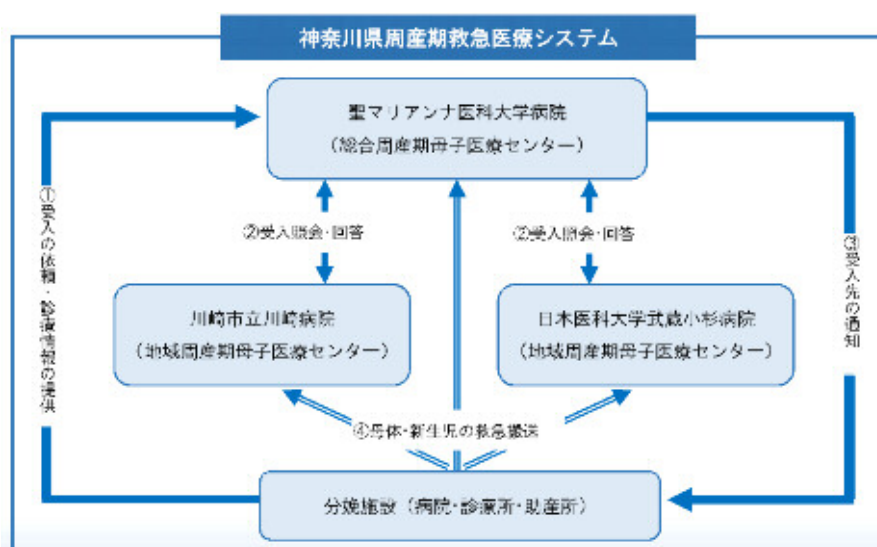 神奈川県周産期救急医療システム
聖マリアンナ医科大学病院
（総合周産期母子医療センター）
①受入の依頼・診療情報の提供
②受入照会・回答
②受入照会・回答
③受入先の通知
川崎市立川崎病院
（地域周産期母子医療センター）
日本医科大学武蔵小杉病院
（地域周産期母子医療センター）
④母体・新生児の救急搬送
分娩施設（病院・診療所・助産所）